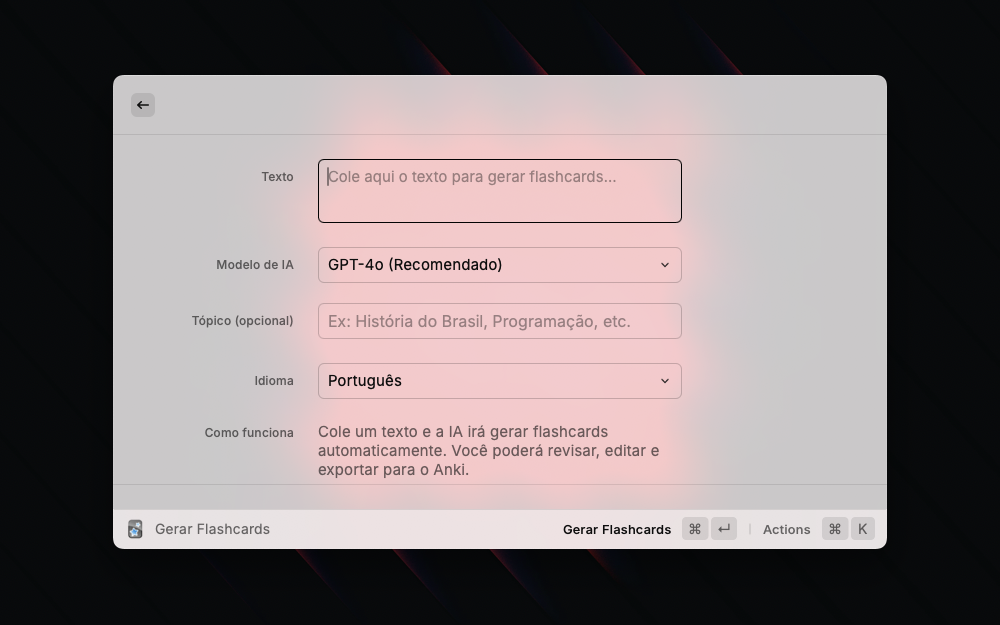 Texto
Cole aqui o texto para gerar flashcards...
Modelo de IA
GPT-4o (Recomendado)
Tópico (opcional)
Ex: História do Brasil, Programação, etc.
Idioma
Português
Como funciona
Cole um texto e a IA irá gerar flashcards
automaticamente. Você poderá revisar, editar e
exportar para o Anki.
Gerar Flashcards
Gerar Flashcards ⌘ ↵ | Actions ⌘ K